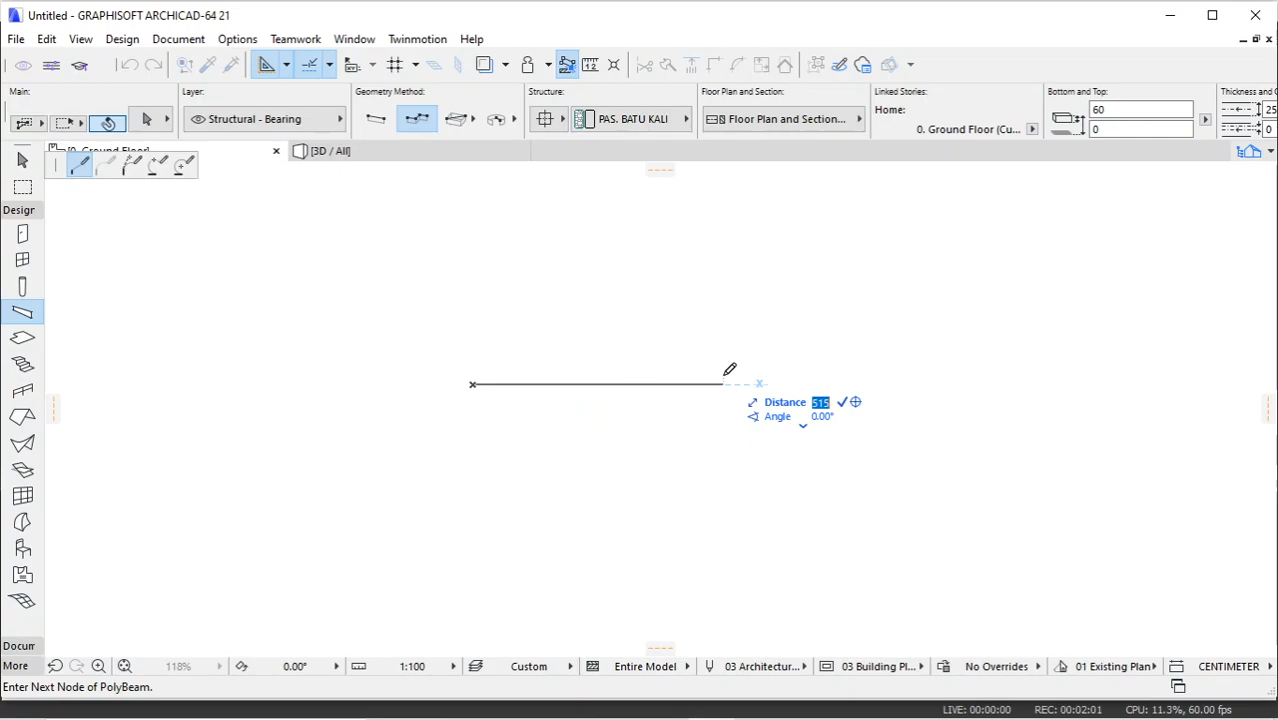 Untitled - GRAPHISOFT ARCHICAD-64 21
File Edit View Design Document Options Teamwork Window Twinmotion Help
Main: Layer: Geometry Method: Structure: Floor Plan and Section: Linked Stories: Bottom and Top: Thickness and
Structural - Bearing PAS. BATU KALI Floor Plan and Section... Home: 60 25
0. Ground Floor (Cu... 0 0
[0. Ground Floor] [3D / All]
Design
Distance 515
Angle 0.00°
Docum
More 118% 0.00° 1:100 Custom Entire Model 03 Architectur... 03 Building Pl... No Overrides 01 Existing Plan CENTIMETER
Enter Next Node of PolyBeam.
LIVE: 00:00:00 REC: 00:02:01 CPU: 11.3%, 60.00 fps